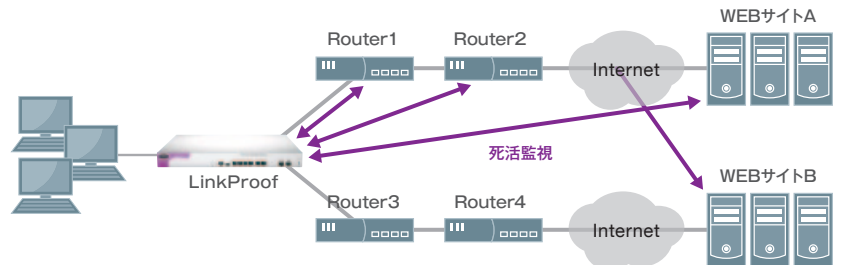 WEBサイトA
Router1
Router2
Internet
死活監視
LinkProof
WEBサイトB
Router3
Router4
Internet